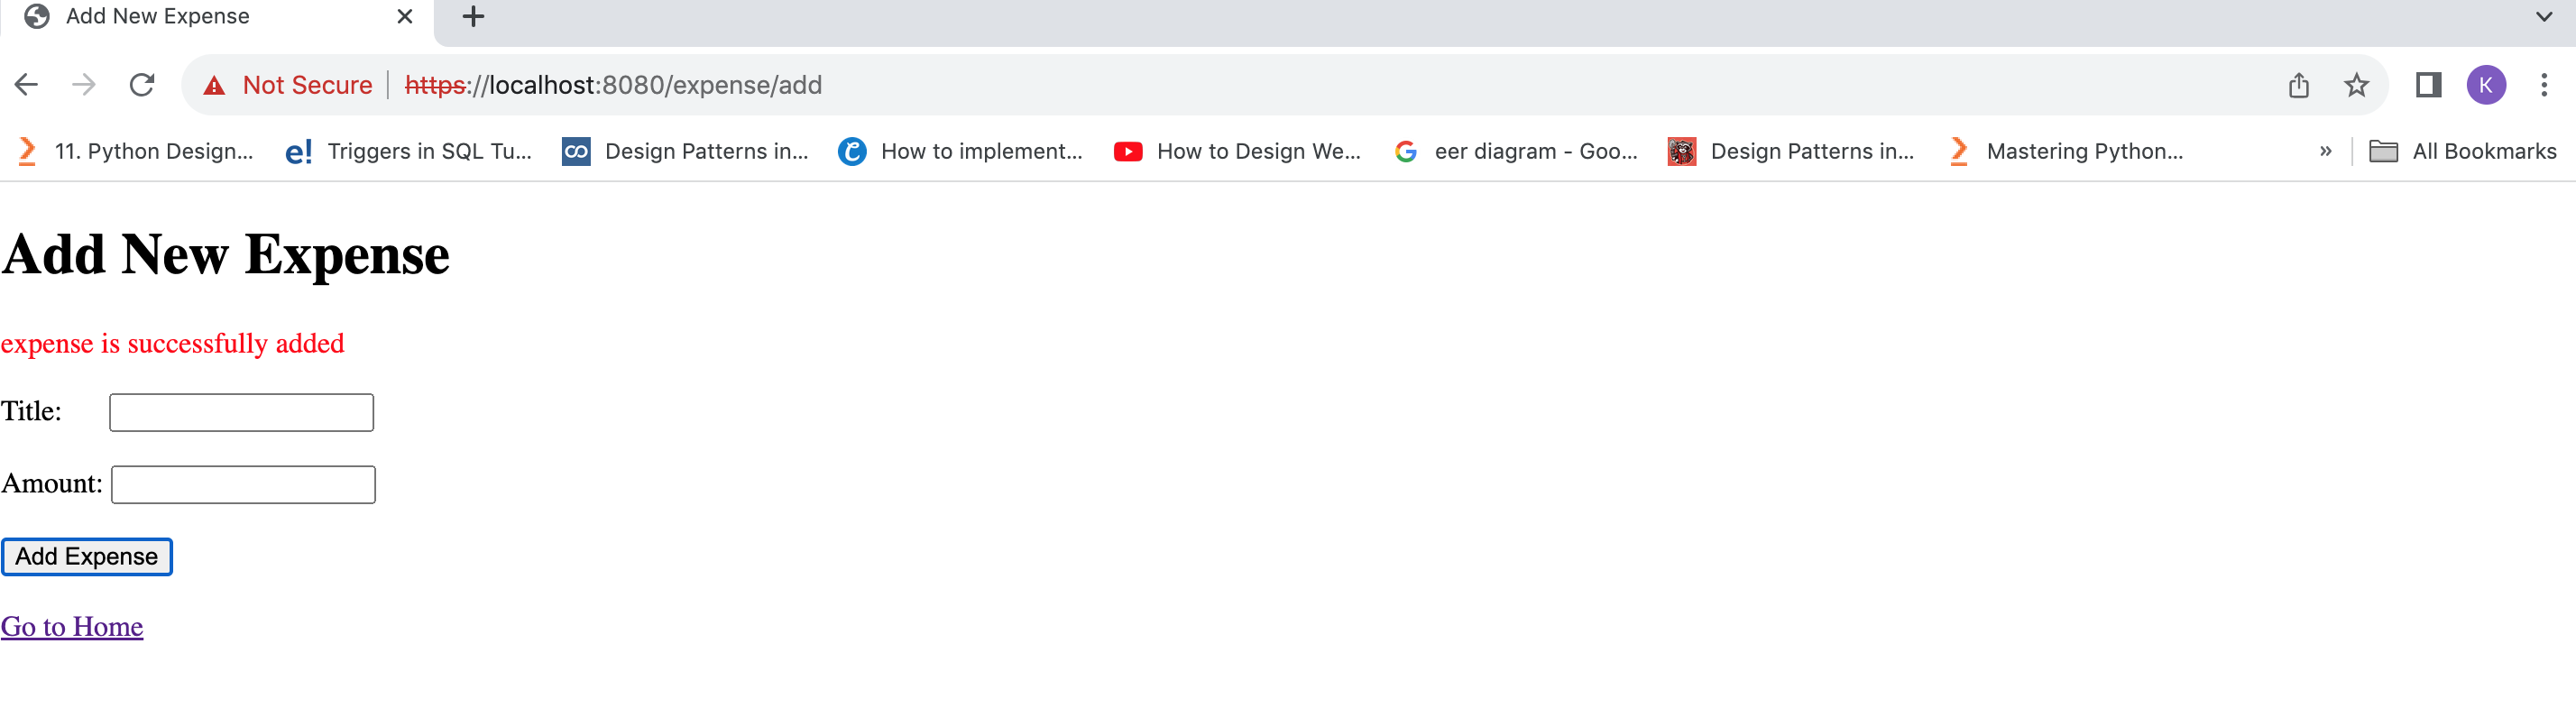 Add New Expense
Not Secure https://localhost:8080/expense/add K
11. Python Design... e! Triggers in SQL Tu... Design Patterns in... C How to implement... How to Design We... G eer diagram - Goo... Design Patterns in... Mastering Python... » All Bookmarks
Add New Expense
expense is successfully added
Title:
Amount:
Add Expense
Go to Home